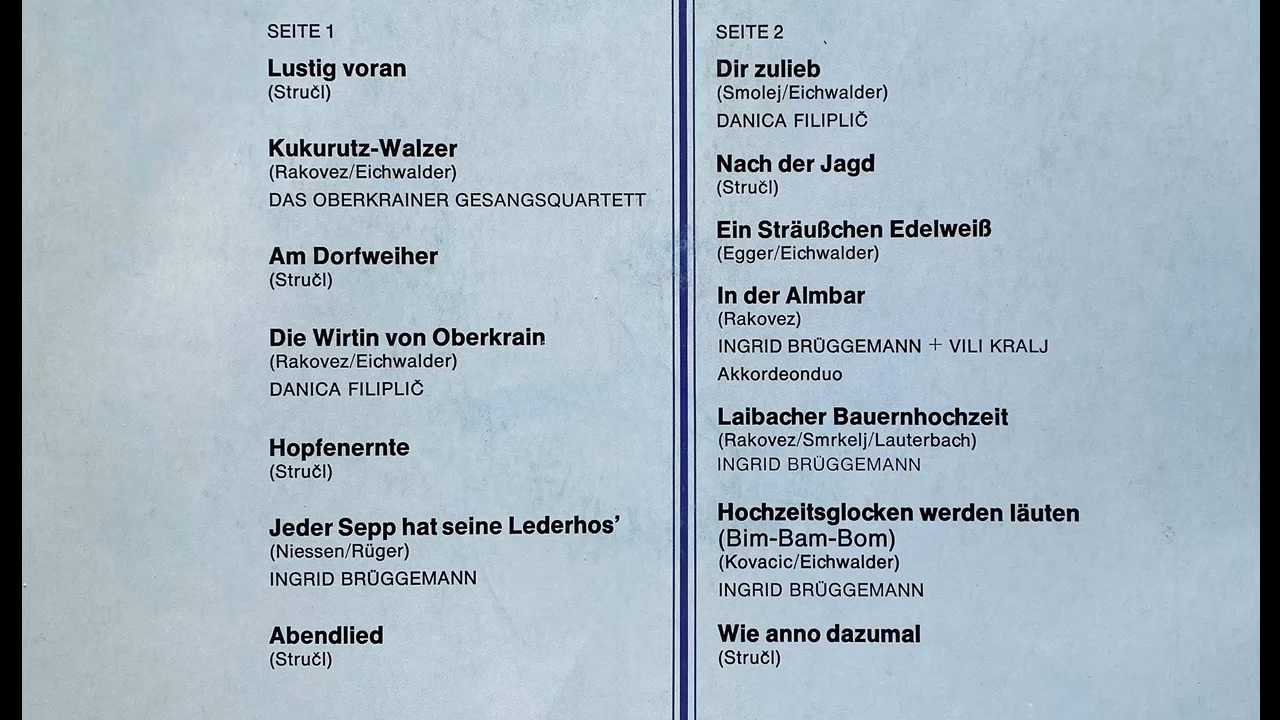 SEITE 1
Lustig voran
(Stručl)
Kukurutz-Walzer
(Rakovez/Eichwalder)
DAS OBERKRAINER GESANGSQUARTETT
Am Dorfweiher
(Stručl)
Die Wirtin von Oberkrain
(Rakovez/Eichwalder)
DANICA FILIPLIČ
Hopfenernte
(Stručl)
Jeder Sepp hat seine Lederhos’
(Niessen/Rüger)
INGRID BRÜGGEMANN
Abendlied
(Stručl)
SEITE 2
Dir zulieb
(Smolej/Eichwalder)
DANICA FILIPLIČ
Nach der Jagd
(Stručl)
Ein Sträußchen Edelweiß
(Egger/Eichwalder)
In der Almbar
(Rakovez)
INGRID BRÜGGEMANN + VILI KRALJ
Akkordeonduo
Laibacher Bauernhochzeit
(Rakovez/Smrkelj/Lauterbach)
INGRID BRÜGGEMANN
Hochzeitsglocken werden läuten
(Bim-Bam-Bom)
(Kovacic/Eichwalder)
INGRID BRÜGGEMANN
Wie anno dazumal
(Stručl)